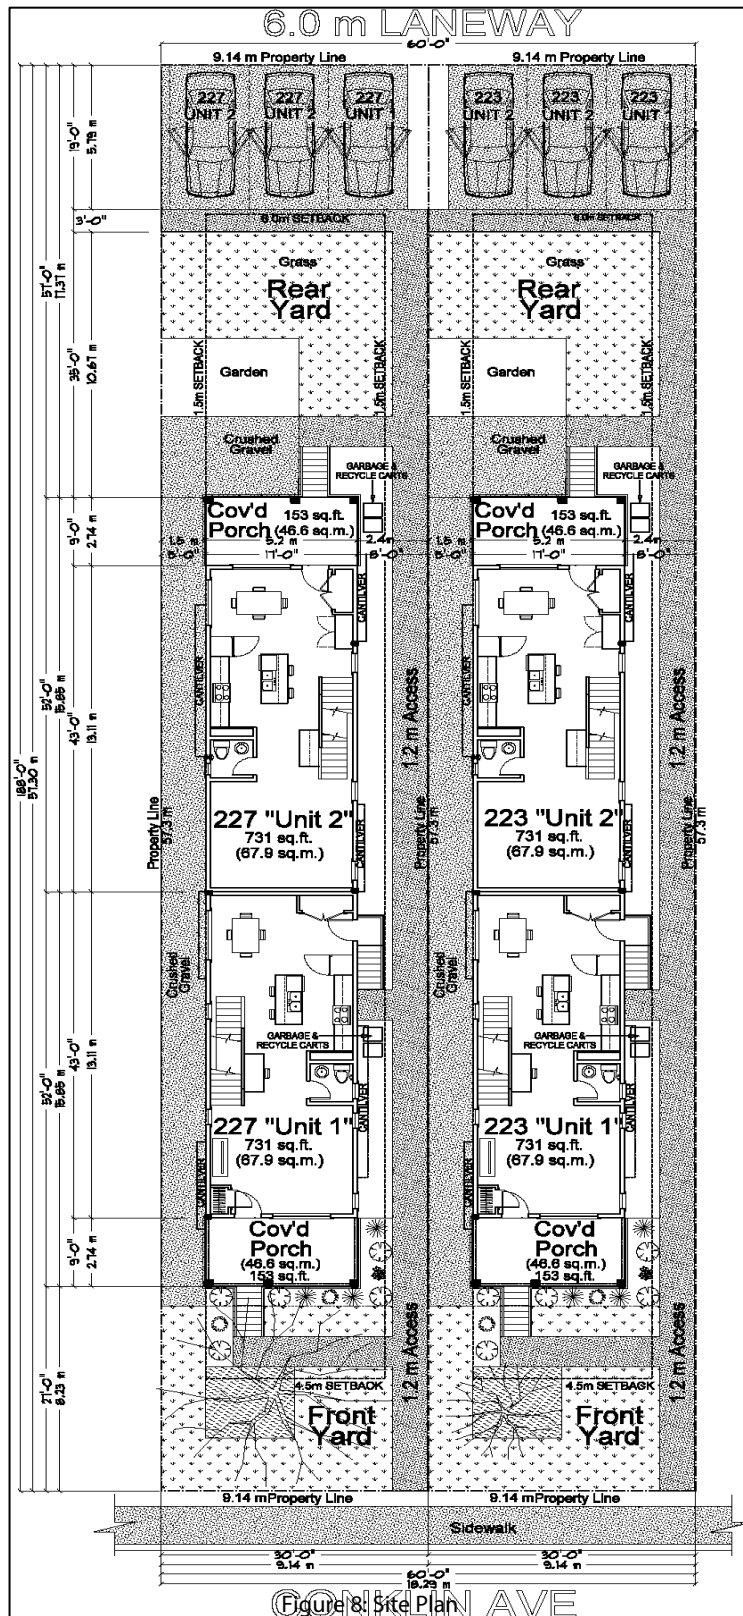 6.0 m LANEWAY
60'-0"
9.14 m Property Line
9.14 m Property Line
227 UNIT 2
227 UNIT 2
227 UNIT 1
223 UNIT 2
223 UNIT 2
223 UNIT 1
19'-0"
5.79 m
3'-0"
6.0m SETBACK
6.0m SETBACK
57'-0"
17.37 m
35'-0"
10.67 m
Grass
Rear
Yard
Grass
Rear
Yard
1.5m SETBACK
Garden
1.5m SETBACK
1.5m SETBACK
Garden
1.5m SETBACK
Crushed
Gravel
Crushed
Gravel
GARBAGE &
RECYCLE CARTS
GARBAGE &
RECYCLE CARTS
9'-0"
2.74 m
Cov'd
Porch
153 sq.ft.
(46.6 sq.m.)
Cov'd
Porch
153 sq.ft.
(46.6 sq.m.)
1.5 m
5'-0"
5.2 m
17'-0"
2.4m
8'-0"
1.5 m
5'-0"
5.2 m
17'-0"
2.4m
8'-0"
CANTILVER
CANTILVER
CANTILVER
CANTILVER
188'-0"
57.30 m
52'-0"
15.85 m
43'-0"
13.11 m
1.2 m Access
1.2 m Access
Property Line
57.3 m
Property Line
57.3 m
Property Line
57.3 m
227 "Unit 2"
731 sq.ft.
(67.9 sq.m.)
CANTILVER
223 "Unit 2"
731 sq.ft.
(67.9 sq.m.)
CANTILVER
Crushed
Gravel
Crushed
Gravel
52'-0"
15.85 m
43'-0"
13.11 m
GARBAGE &
RECYCLE CARTS
GARBAGE &
RECYCLE CARTS
CANTILVER
CANTILVER
227 "Unit 1"
731 sq.ft.
(67.9 sq.m.)
223 "Unit 1"
731 sq.ft.
(67.9 sq.m.)
CANTILVER
CANTILVER
9'-0"
2.74 m
Cov'd
Porch
(46.6 sq.m.)
153 sq.ft.
Cov'd
Porch
(46.6 sq.m.)
153 sq.ft.
1.2 m Access
1.2 m Access
27'-0"
8.23 m
4.5m SETBACK
4.5m SETBACK
Front
Yard
Front
Yard
9.14 m Property Line
9.14 m Property Line
Sidewalk
30'-0"
9.14 m
30'-0"
9.14 m
60'-0"
18.29 m
CONKLIN AVE
Figure 8: Site Plan